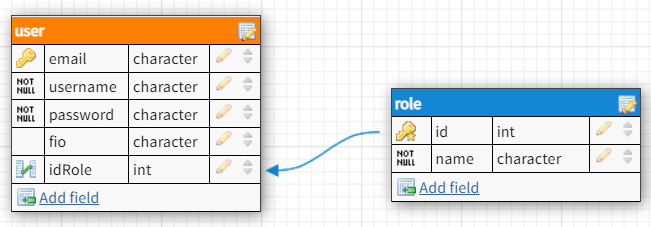 user
email character
NOT NULL username character
NOT NULL password character
fio character
idRole int
Add field
role
id int
NOT NULL name character
Add field